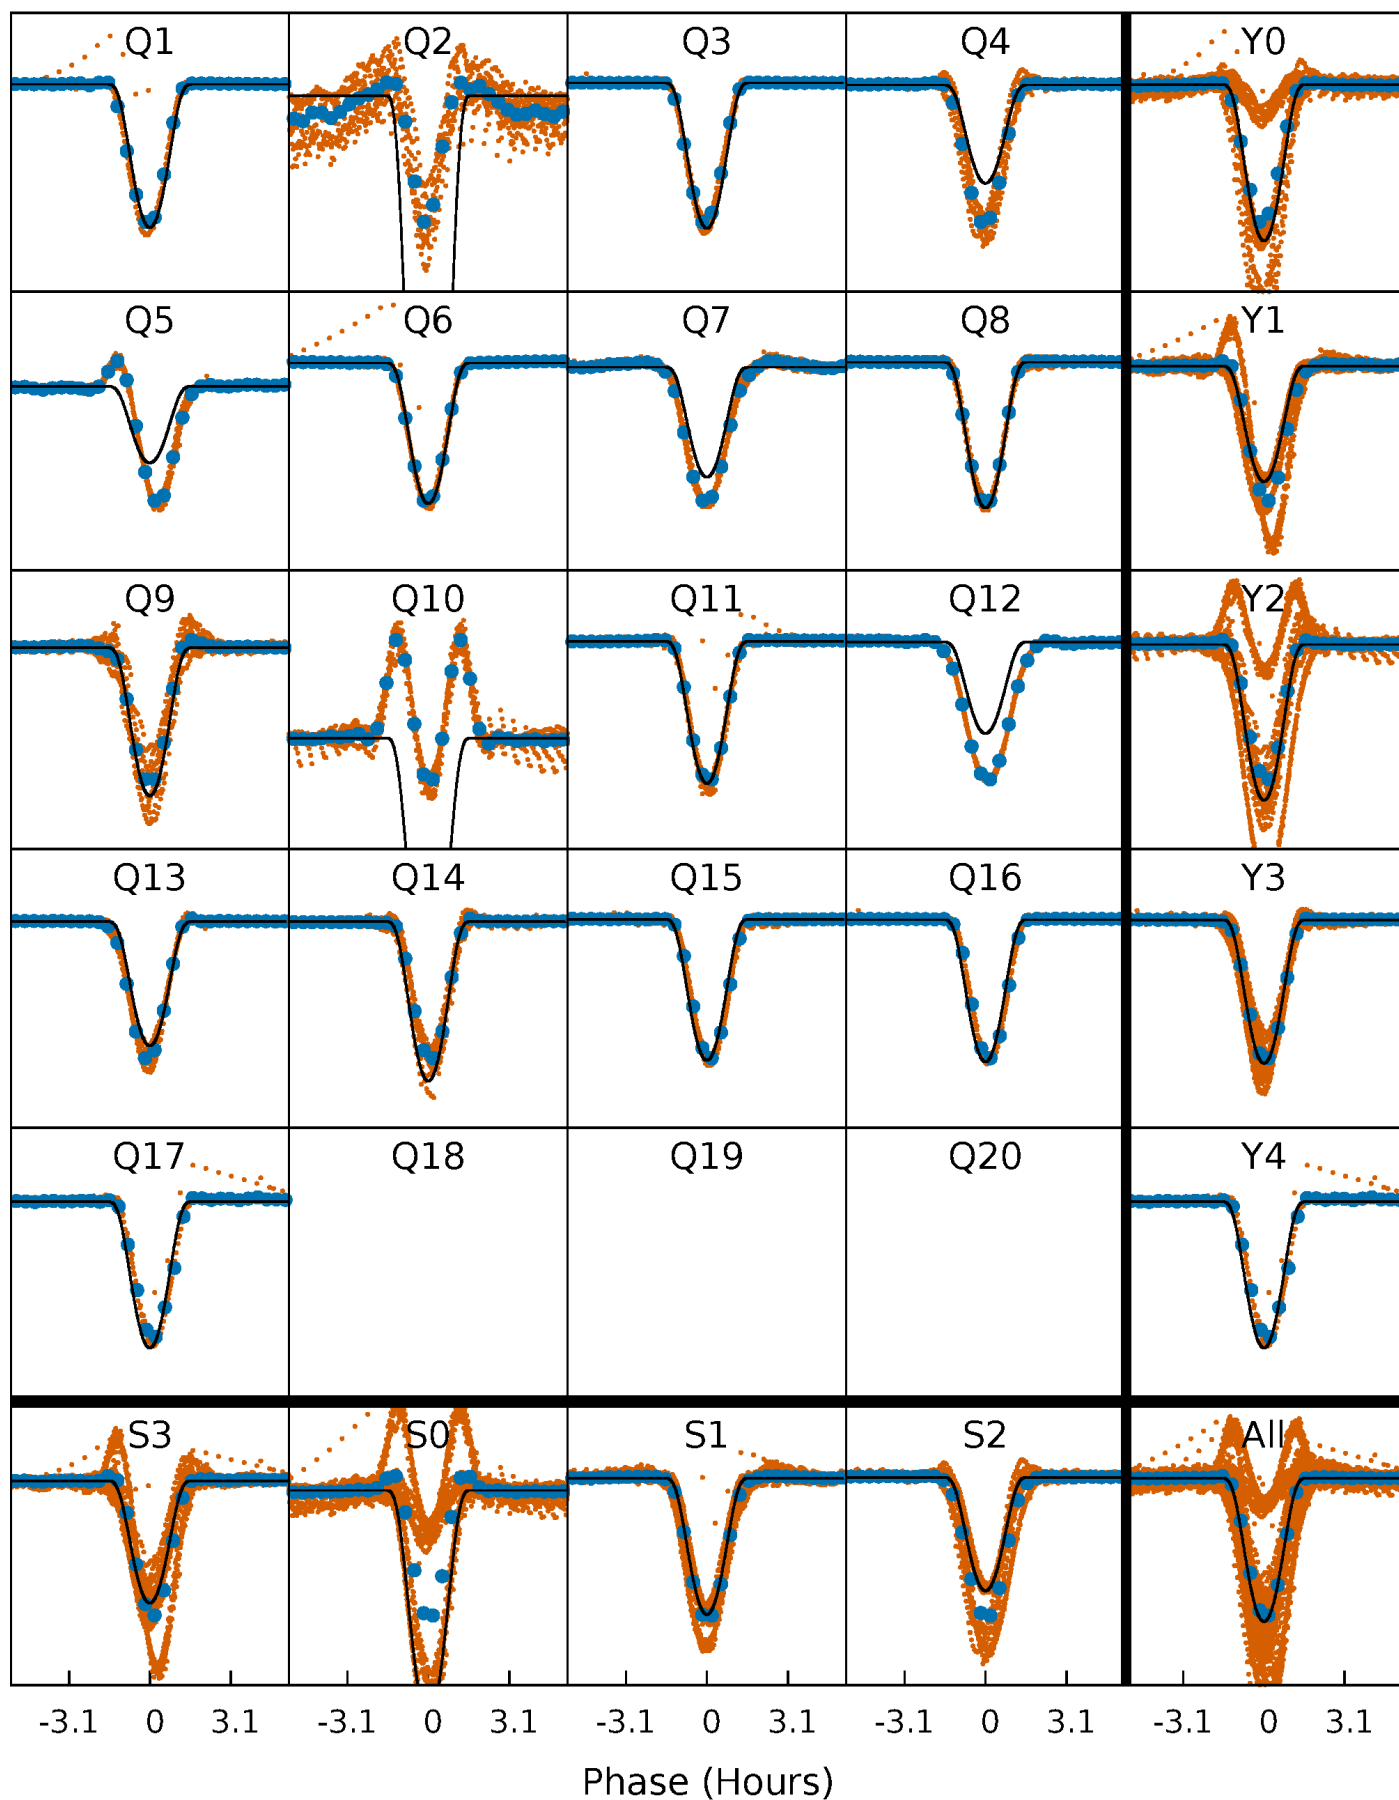 Q1 Q2 Q3 Q4 Y0
Q5 Q6 Q7 Q8 Y1
Q9 Q10 Q11 Q12 Y2
Q13 Q14 Q15 Q16 Y3
Q17 Q18 Q19 Q20 Y4
S3 S0 S1 S2 All
-3.1 0 3.1 -3.1 0 3.1 -3.1 0 3.1 -3.1 0 3.1 -3.1 0 3.1
Phase (Hours)